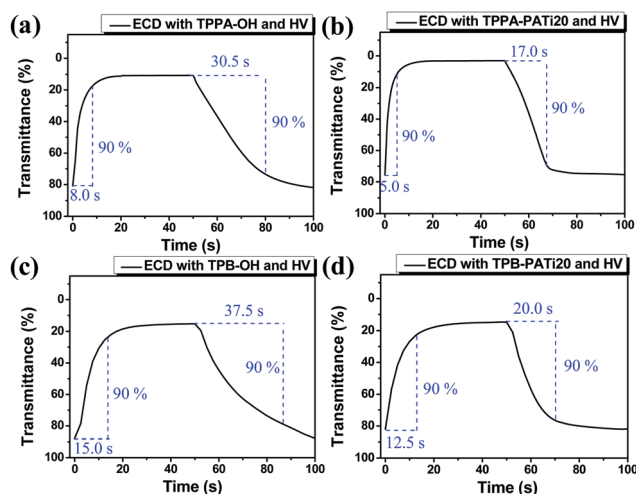 (a)
ECD with TPPA-OH and HV
30.5 s
90 %
90 %
8.0 s
Transmittance (%)
0
20
40
60
80
100
0 20 40 60 80 100
Time (s)
(b)
ECD with TPPA-PATi20 and HV
17.0 s
90 %
90 %
5.0 s
Transmittance (%)
0
20
40
60
80
100
0 20 40 60 80 100
Time (s)
(c)
ECD with TPB-OH and HV
37.5 s
90 %
90 %
15.0 s
Transmittance (%)
0
20
40
60
80
100
0 20 40 60 80 100
Time (s)
(d)
ECD with TPB-PATi20 and HV
20.0 s
90 %
90 %
12.5 s
Transmittance (%)
0
20
40
60
80
100
0 20 40 60 80 100
Time (s)